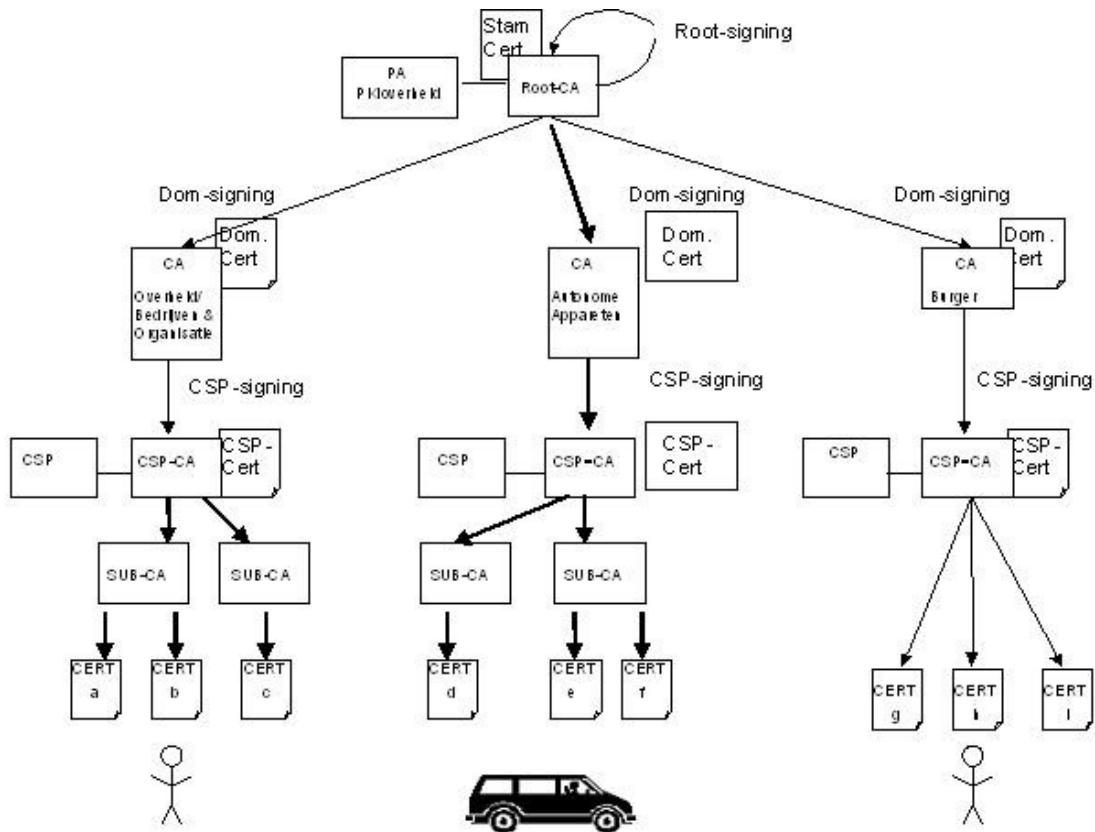 Stam
Cert
Root-signing
PA
PKIoverheid
Root-CA
Dom-signing
Dom-signing
Dom-signing
Dom.
Cert
Dom.
Cert
Dom.
Cert
CA
Overheid/
Bedrijven &
Organisatie
CA
Autonome
Appareten
CA
Burger
CSP-signing
CSP-signing
CSP-signing
CSP
CSP-CA
CSP-
Cert
CSP
CSP-CA
CSP-
Cert
CSP
CSP-CA
CSP-
Cert
SUB-CA
SUB-CA
SUB-CA
SUB-CA
CERT
a
CERT
b
CERT
c
CERT
d
CERT
e
CERT
f
CERT
g
CERT
h
CERT
i